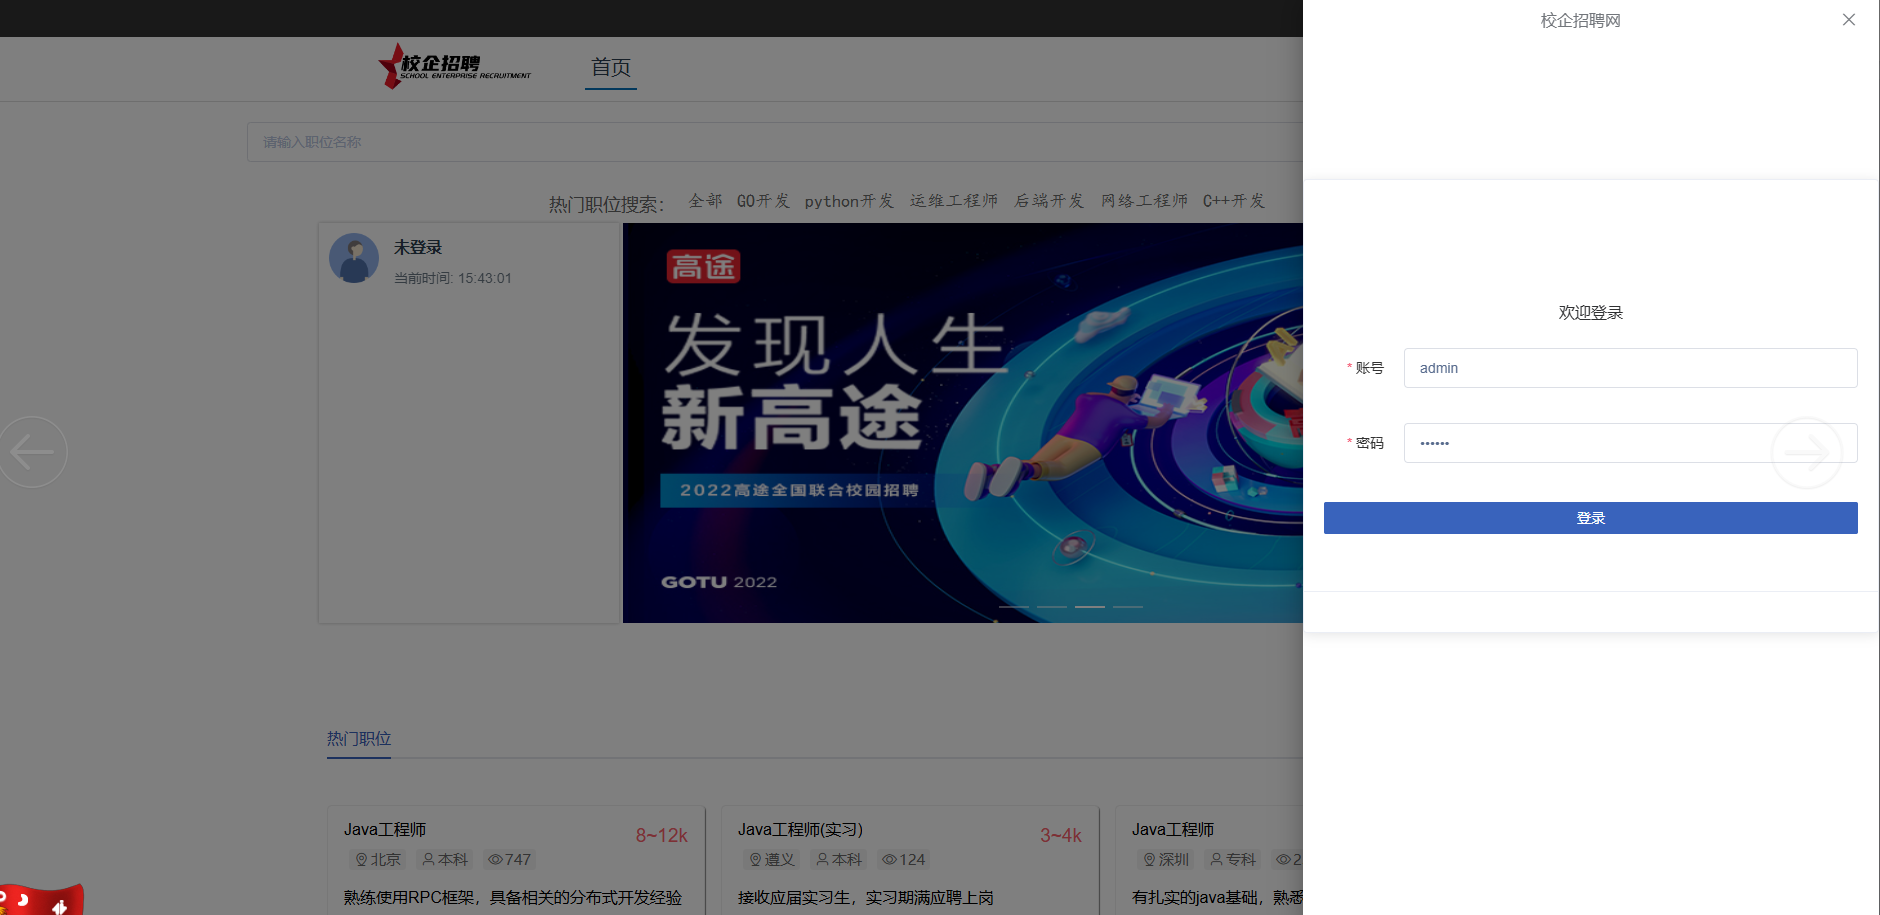 校企招聘
SCHOOL ENTERPRISE RECRUITMENT
首页
请输入职位名称
热门职位搜索：
全部 GO开发 python开发 运维工程师 后端开发 网络工程师 C++开发
未登录
当前时间: 15:43:01
高途
发现人生
新高途
2022高途全国联合校园招聘
GOTU 2022
热门职位
Java工程师
8~12k
北京 本科 747
熟练使用RPC框架，具备相关的分布式开发经验
Java工程师(实习)
3~4k
遵义 本科 124
接收应届实习生，实习期满应聘上岗
Java工程师
深圳 专科 2
有扎实的java基础，熟悉
校企招聘网
欢迎登录
* 账号
admin
* 密码
••••••
登录